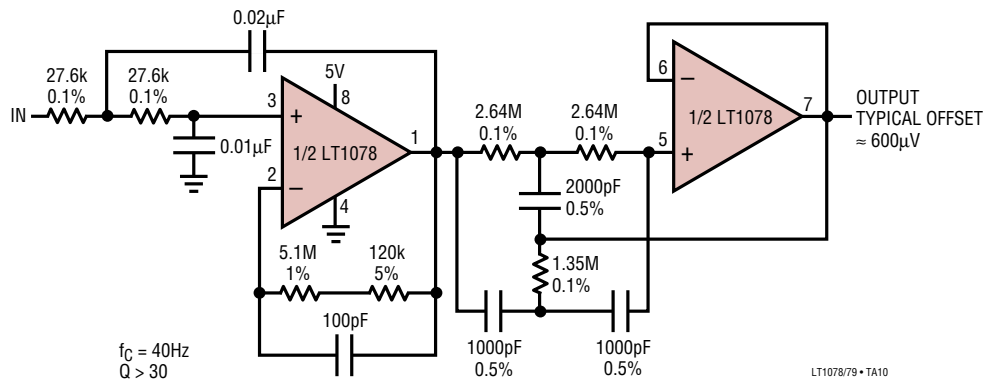 0.02µF
27.6k
0.1%
27.6k
0.1%
IN
0.01µF
5V
3
8
+
1/2 LT1078
1
2
−
4
5.1M
1%
120k
5%
100pF
fC = 40Hz
Q > 30
2.64M
0.1%
2.64M
0.1%
2000pF
0.5%
1.35M
0.1%
1000pF
0.5%
1000pF
0.5%
6
−
1/2 LT1078
7
5
+
OUTPUT
TYPICAL OFFSET
≈ 600µV
LT1078/79 • TA10